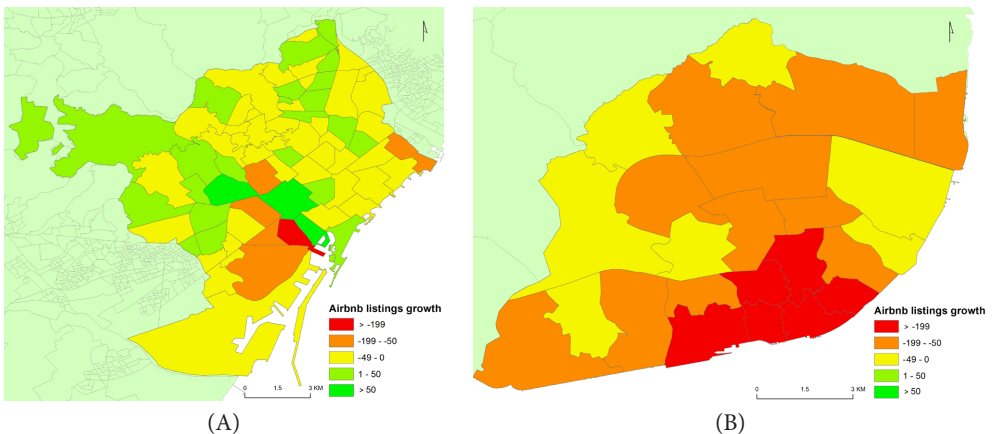 Airbnb listings growth
> -199
-199 - -50
-49 - 0
1 - 50
> 50
0 1.5 3 KM
(A)
Airbnb listings growth
> -199
-199 - -50
-49 - 0
1 - 50
> 50
0 1.5 3 KM
(B)